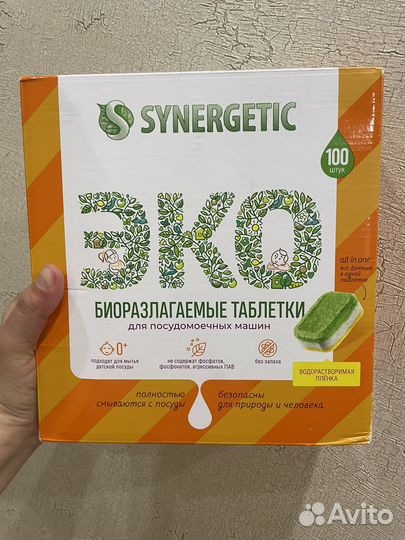 SYNERGETIC
100
штук
ЭКО
all in one
все функции
в одной
таблетке
БИОРАЗЛАГАЕМЫЕ ТАБЛЕТКИ
для посудомоечных машин
0+
подходят для мытья
детской посуды
не содержат фосфатов,
фосфонатов, агрессивных ПАВ
без запаха
ВОДОРАСТВОРИМАЯ
ПЛЁНКА
полностью
смываются с посуды
безопасны
для природы и человека
Avito